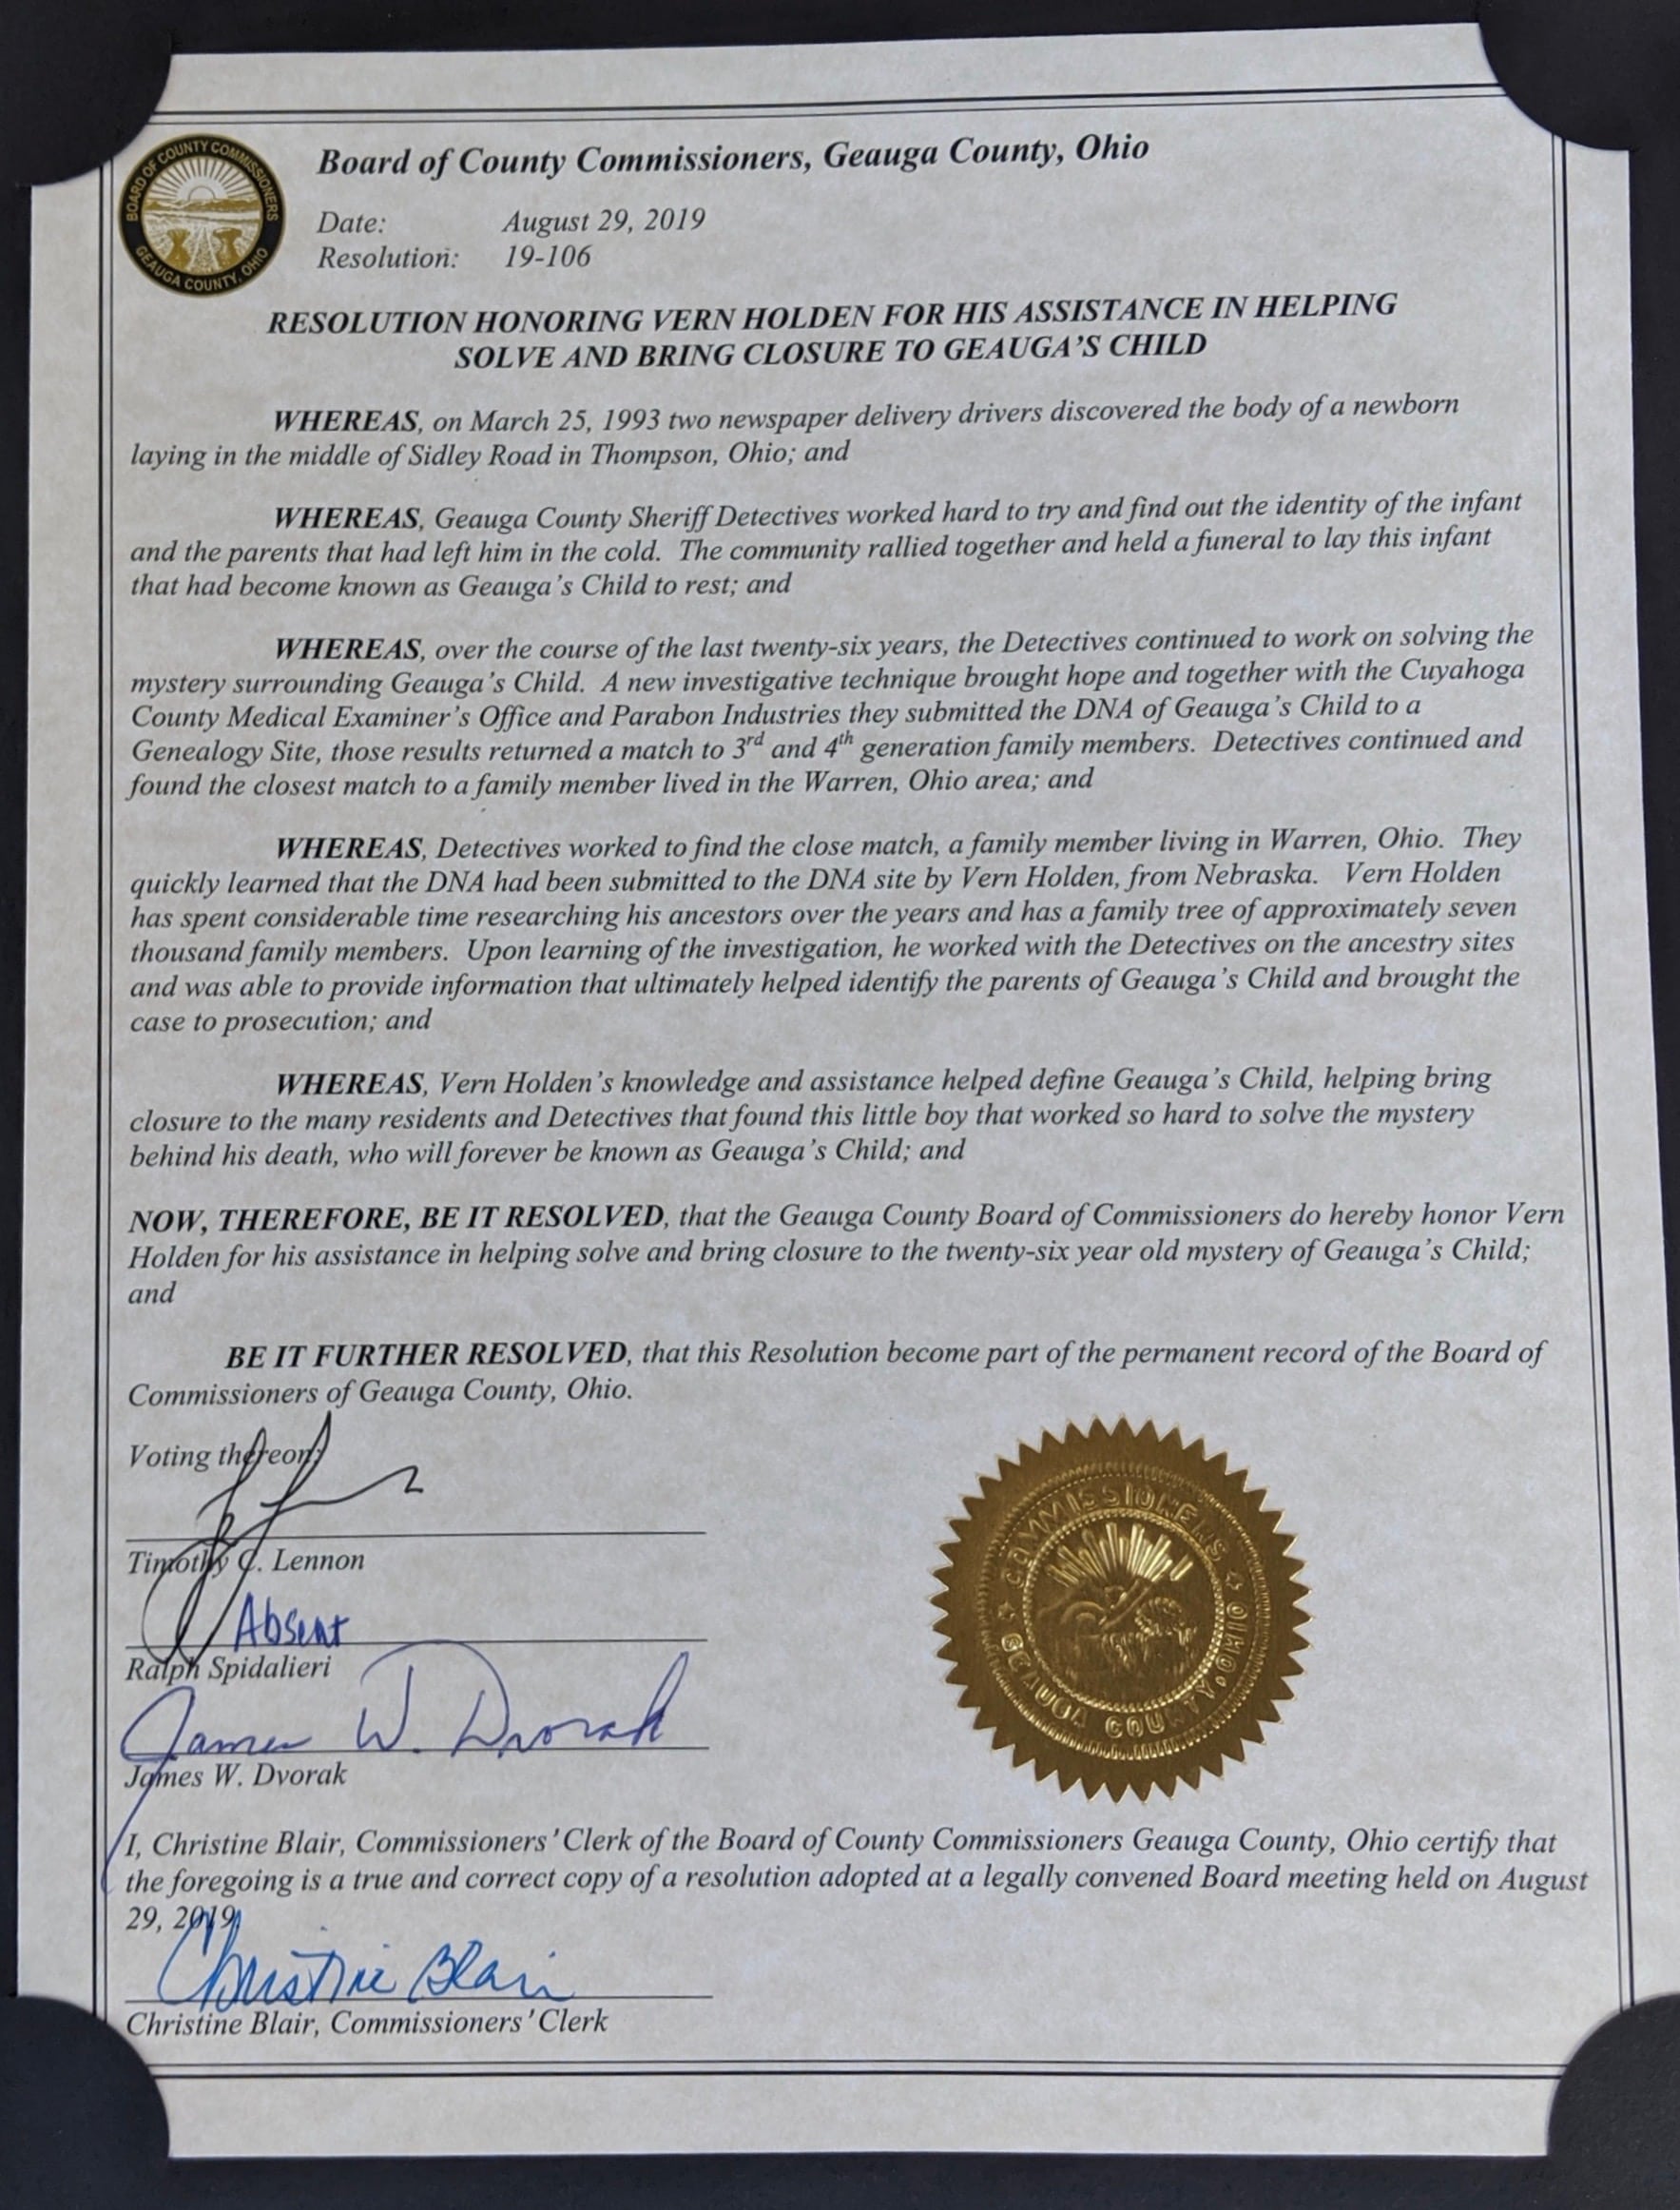 BOARD OF COUNTY COMMISSIONERS
GEAUGA COUNTY, OHIO
Board of County Commissioners, Geauga County, Ohio
Date: August 29, 2019
Resolution: 19-106
RESOLUTION HONORING VERN HOLDEN FOR HIS ASSISTANCE IN HELPING
SOLVE AND BRING CLOSURE TO GEAUGA'S CHILD
WHEREAS, on March 25, 1993 two newspaper delivery drivers discovered the body of a newborn
laying in the middle of Sidley Road in Thompson, Ohio; and
WHEREAS, Geauga County Sheriff Detectives worked hard to try and find out the identity of the infant
and the parents that had left him in the cold. The community rallied together and held a funeral to lay this infant
that had become known as Geauga's Child to rest; and
WHEREAS, over the course of the last twenty-six years, the Detectives continued to work on solving the
mystery surrounding Geauga's Child. A new investigative technique brought hope and together with the Cuyahoga
County Medical Examiner's Office and Parabon Industries they submitted the DNA of Geauga's Child to a
Genealogy Site, those results returned a match to 3rd and 4th generation family members. Detectives continued and
found the closest match to a family member lived in the Warren, Ohio area; and
WHEREAS, Detectives worked to find the close match, a family member living in Warren, Ohio. They
quickly learned that the DNA had been submitted to the DNA site by Vern Holden, from Nebraska. Vern Holden
has spent considerable time researching his ancestors over the years and has a family tree of approximately seven
thousand family members. Upon learning of the investigation, he worked with the Detectives on the ancestry sites
and was able to provide information that ultimately helped identify the parents of Geauga's Child and brought the
case to prosecution; and
WHEREAS, Vern Holden's knowledge and assistance helped define Geauga's Child, helping bring
closure to the many residents and Detectives that found this little boy that worked so hard to solve the mystery
behind his death, who will forever be known as Geauga's Child; and
NOW, THEREFORE, BE IT RESOLVED, that the Geauga County Board of Commissioners do hereby honor Vern
Holden for his assistance in helping solve and bring closure to the twenty-six year old mystery of Geauga's Child;
and
BE IT FURTHER RESOLVED, that this Resolution become part of the permanent record of the Board of
Commissioners of Geauga County, Ohio.
Voting thereon:
Timothy C. Lennon
Absent
Ralph Spidalieri
James W. Dvorak
James W. Dvorak
COMMISSIONERS
GEAUGA COUNTY, OHIO
I, Christine Blair, Commissioners' Clerk of the Board of County Commissioners Geauga County, Ohio certify that
the foregoing is a true and correct copy of a resolution adopted at a legally convened Board meeting held on August
29, 2019.
Christine Blair
Christine Blair, Commissioners' Clerk